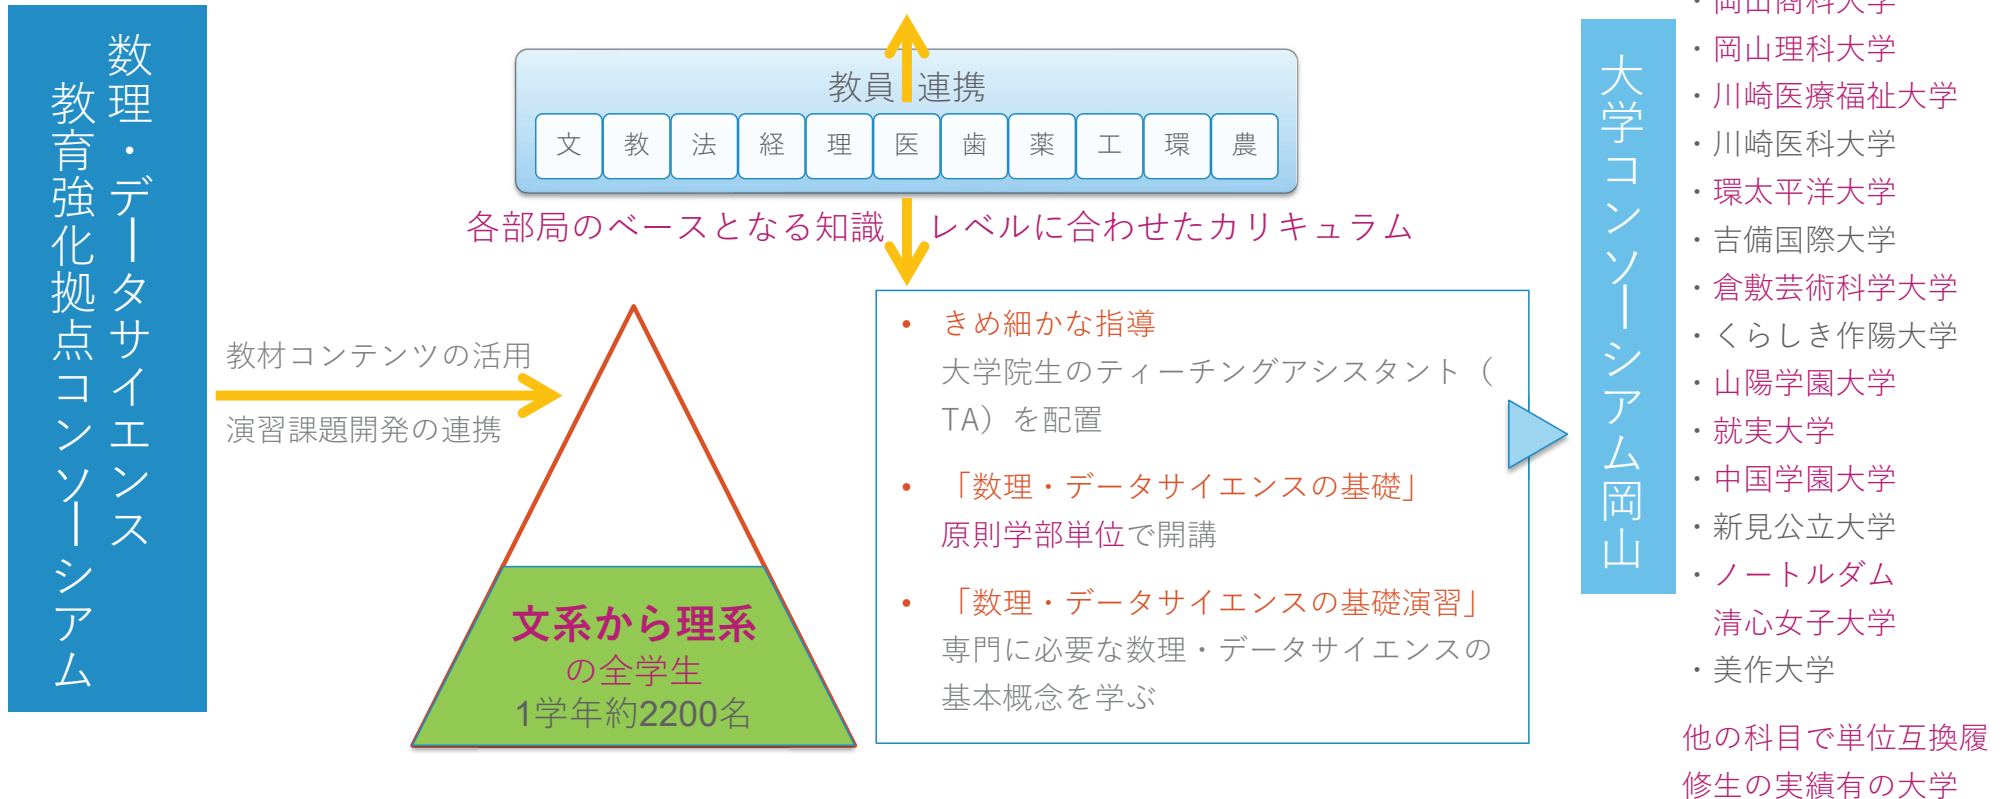 数理・データサイエンス
教育強化拠点コンソーシアム
教員 連携
文 教 法 経 理 医 歯 薬 工 環 農
各部局のベースとなる知識 レベルに合わせたカリキュラム
教材コンテンツの活用
演習課題開発の連携
文系から理系
の全学生
1学年約2200名
• きめ細かな指導
大学院生のティーチングアシスタント（
TA）を配置
• 「数理・データサイエンスの基礎」
原則学部単位で開講
• 「数理・データサイエンスの基礎演習」
専門に必要な数理・データサイエンスの
基本概念を学ぶ
大学コンソーシアム岡山
・岡山商科大学
・岡山理科大学
・川崎医療福祉大学
・川崎医科大学
・環太平洋大学
・吉備国際大学
・倉敷芸術科学大学
・くらしき作陽大学
・山陽学園大学
・就実大学
・中国学園大学
・新見公立大学
・ノートルダム
清心女子大学
・美作大学
他の科目で単位互換履
修生の実績有の大学